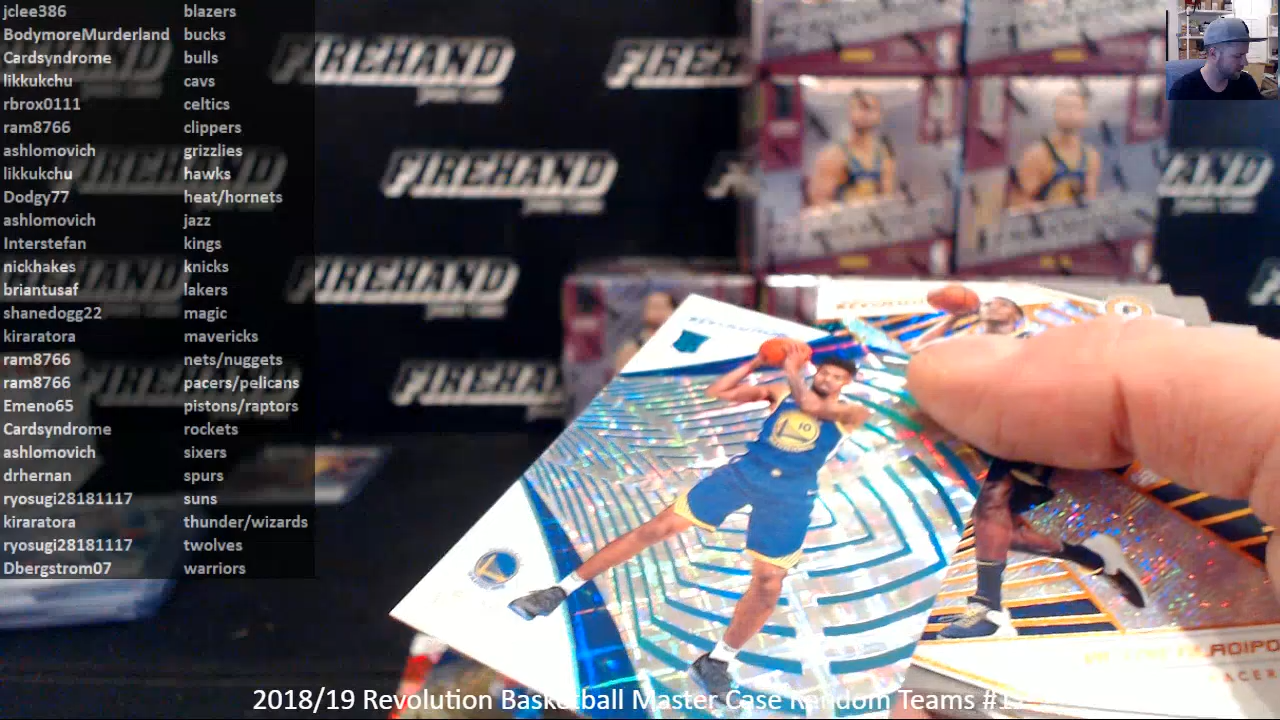 jclee386 blazers
BodymoreMurderland bucks
Cardsyndrome bulls
likkukchu cavs
rbrox0111 celtics
ram8766 clippers
ashlomovich grizzlies
likkukchu hawks
Dodgy77 heat/hornets
ashlomovich jazz
Interstefan kings
nickhakes knicks
briantusaf lakers
shanedogg22 magic
kiraratora mavericks
ram8766 nets/nuggets
ram8766 pacers/pelicans
Emeno65 pistons/raptors
Cardsyndrome rockets
ashlomovich sixers
drhernan spurs
ryosugi28181117 suns
kiraratora thunder/wizards
ryosugi28181117 twolves
Dbergstrom07 warriors
FIREHAND
FIREHAND
FIREHAND
FIREHAND
FIREHAND
FIREHAND
10
2018/19 Revolution Basketball Master Case Random Teams